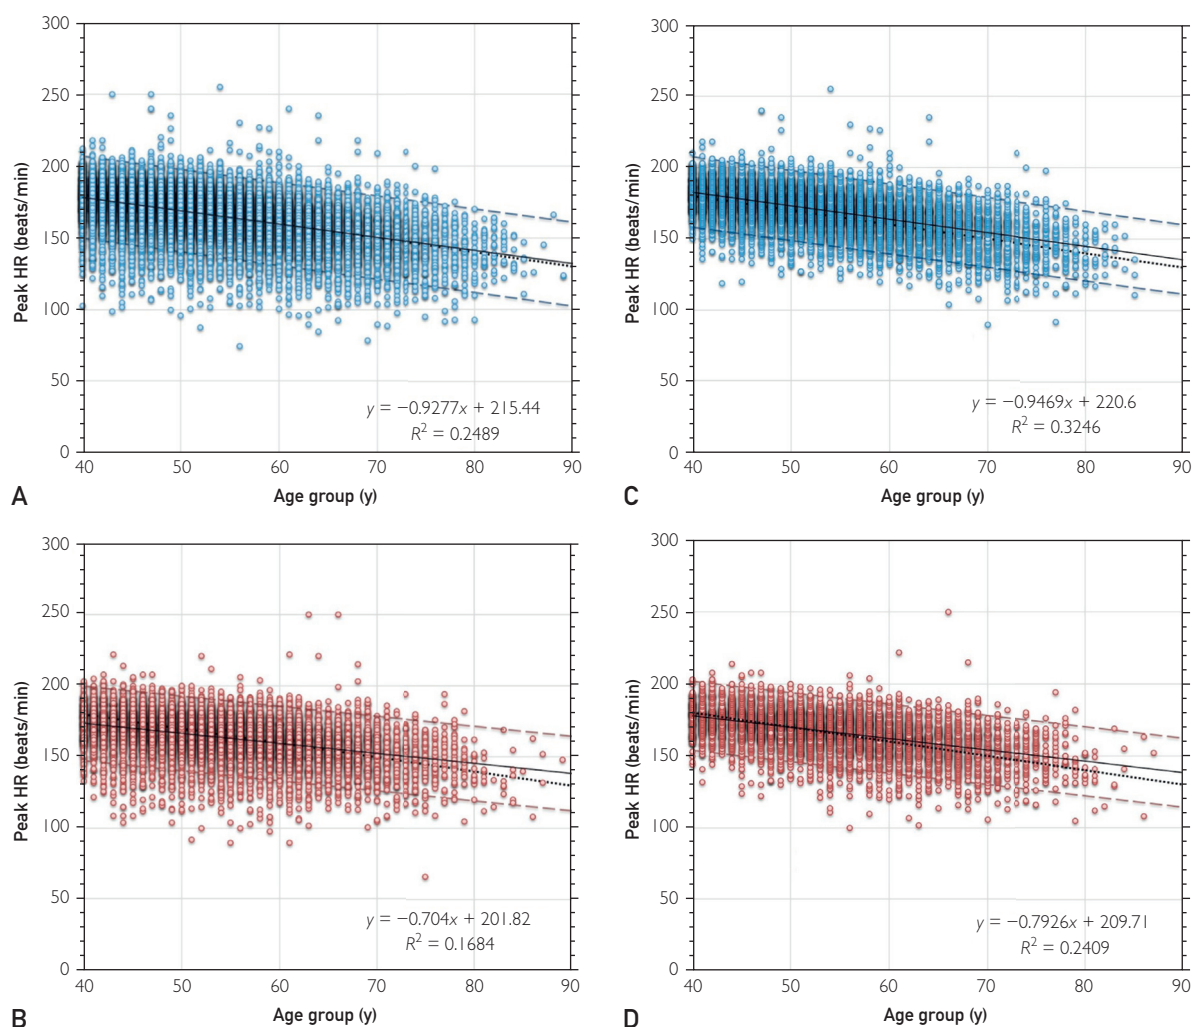 300
250
200
150
100
50
0
Peak HR (beats/min)
y = −0.9277x + 215.44
R² = 0.2489
40 50 60 70 80 90
Age group (y)
A
300
250
200
150
100
50
0
Peak HR (beats/min)
y = −0.9469x + 220.6
R² = 0.3246
40 50 60 70 80 90
Age group (y)
C
300
250
200
150
100
50
0
Peak HR (beats/min)
y = −0.704x + 201.82
R² = 0.1684
40 50 60 70 80 90
Age group (y)
B
300
250
200
150
100
50
0
Peak HR (beats/min)
y = −0.7926x + 209.71
R² = 0.2409
40 50 60 70 80 90
Age group (y)
D